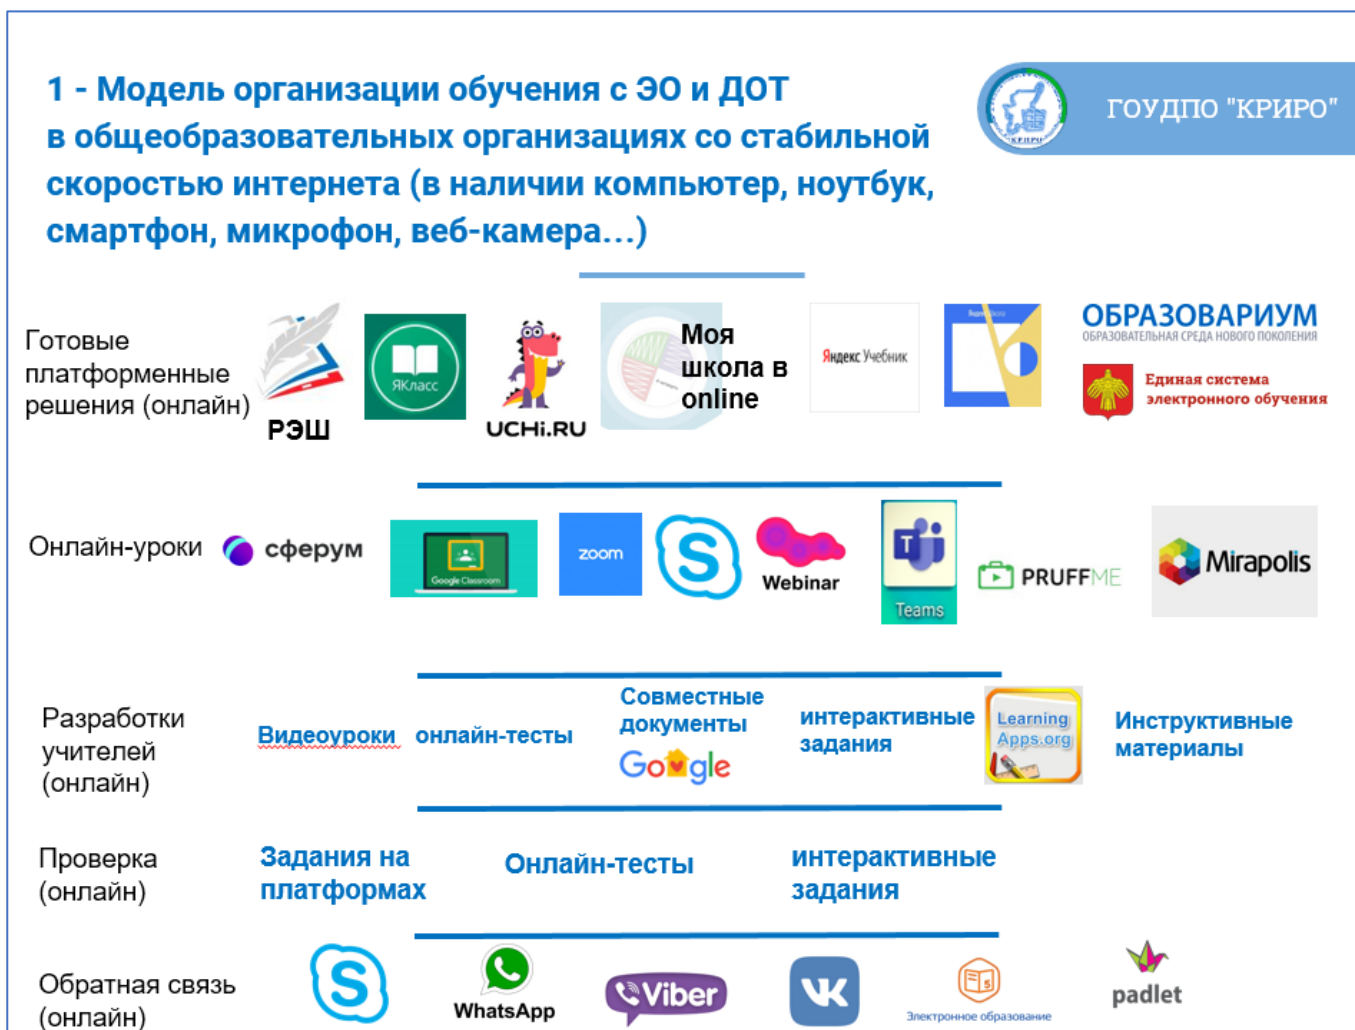 1 - Модель организации обучения с ЭО и ДОТ
в общеобразовательных организациях со стабильной
скоростью интернета (в наличии компьютер, ноутбук,
смартфон, микрофон, веб-камера...)
КРИРО
ГОУДПО "КРИРО"
Готовые
платформенные
решения (онлайн)
РЭШ
ЯКласс
UCHi.RU
Моя
школа в
online
Яндекс Учебник
ОБРАЗОВАРИУМ
ОБРАЗОВАТЕЛЬНАЯ СРЕДА НОВОГО ПОКОЛЕНИЯ
Единая система
электронного обучения
Онлайн-уроки
сферум
Google Classroom
zoom
S
Webinar
T
Teams
PRUFFME
Mirapolis
Разработки
учителей
(онлайн)
Видеоуроки
онлайн-тесты
Совместные
документы
Google
интерактивные
задания
Learning
Apps.org
Инструктивные
материалы
Проверка
(онлайн)
Задания на
платформах
Онлайн-тесты
интерактивные
задания
Обратная связь
(онлайн)
S
WhatsApp
Viber
VK
5
Электронное образование
padlet